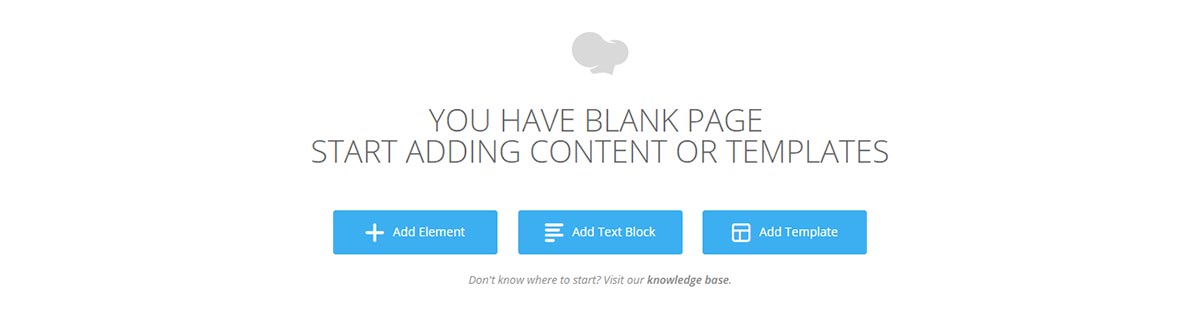 YOU HAVE BLANK PAGE
START ADDING CONTENT OR TEMPLATES
Add Element
Add Text Block
Add Template
Don't know where to start? Visit our knowledge base.